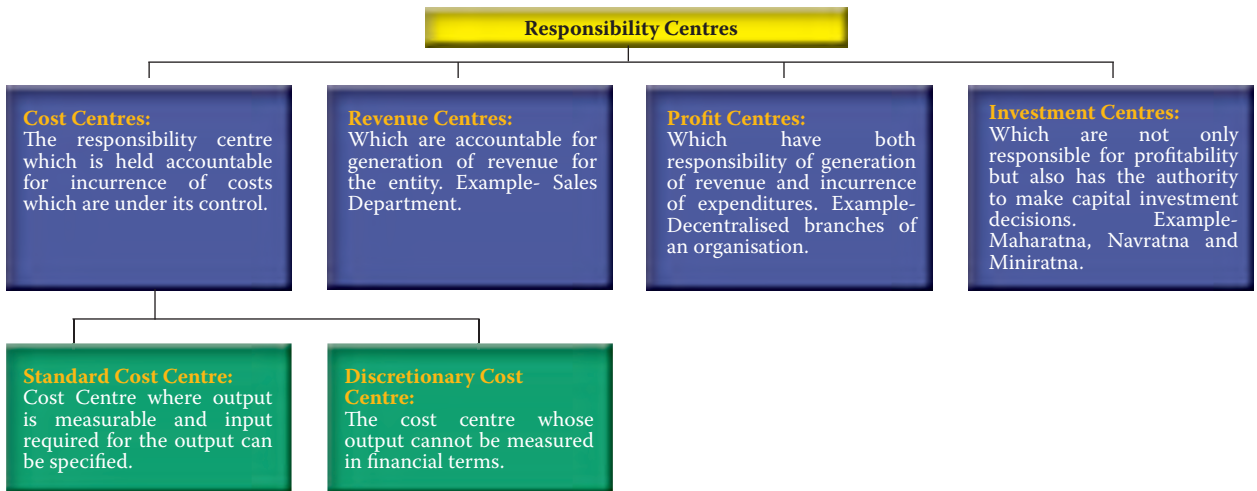 Responsibility Centres
Cost Centres:
The responsibility centre
which is held accountable
for incurrence of costs
which are under its control.
Revenue Centres:
Which are accountable for
generation of revenue for
the entity. Example- Sales
Department.
Profit Centres:
Which have both
responsibility of generation
of revenue and incurrence
of expenditures. Example-
Decentralised branches of
an organisation.
Investment Centres:
Which are not only
responsible for profitability
but also has the authority
to make capital investment
decisions. Example-
Maharatna, Navratna and
Miniratna.
Standard Cost Centre:
Cost Centre where output
is measurable and input
required for the output can
be specified.
Discretionary Cost
Centre:
The cost centre whose
output cannot be measured
in financial terms.